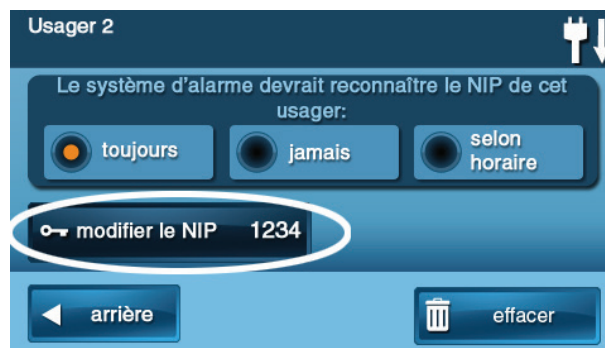 Usager 2
Le système d'alarme devrait reconnaître le NIP de cet
usager:
toujours
jamais
selon
horaire
modifier le NIP 1234
arrière
effacer